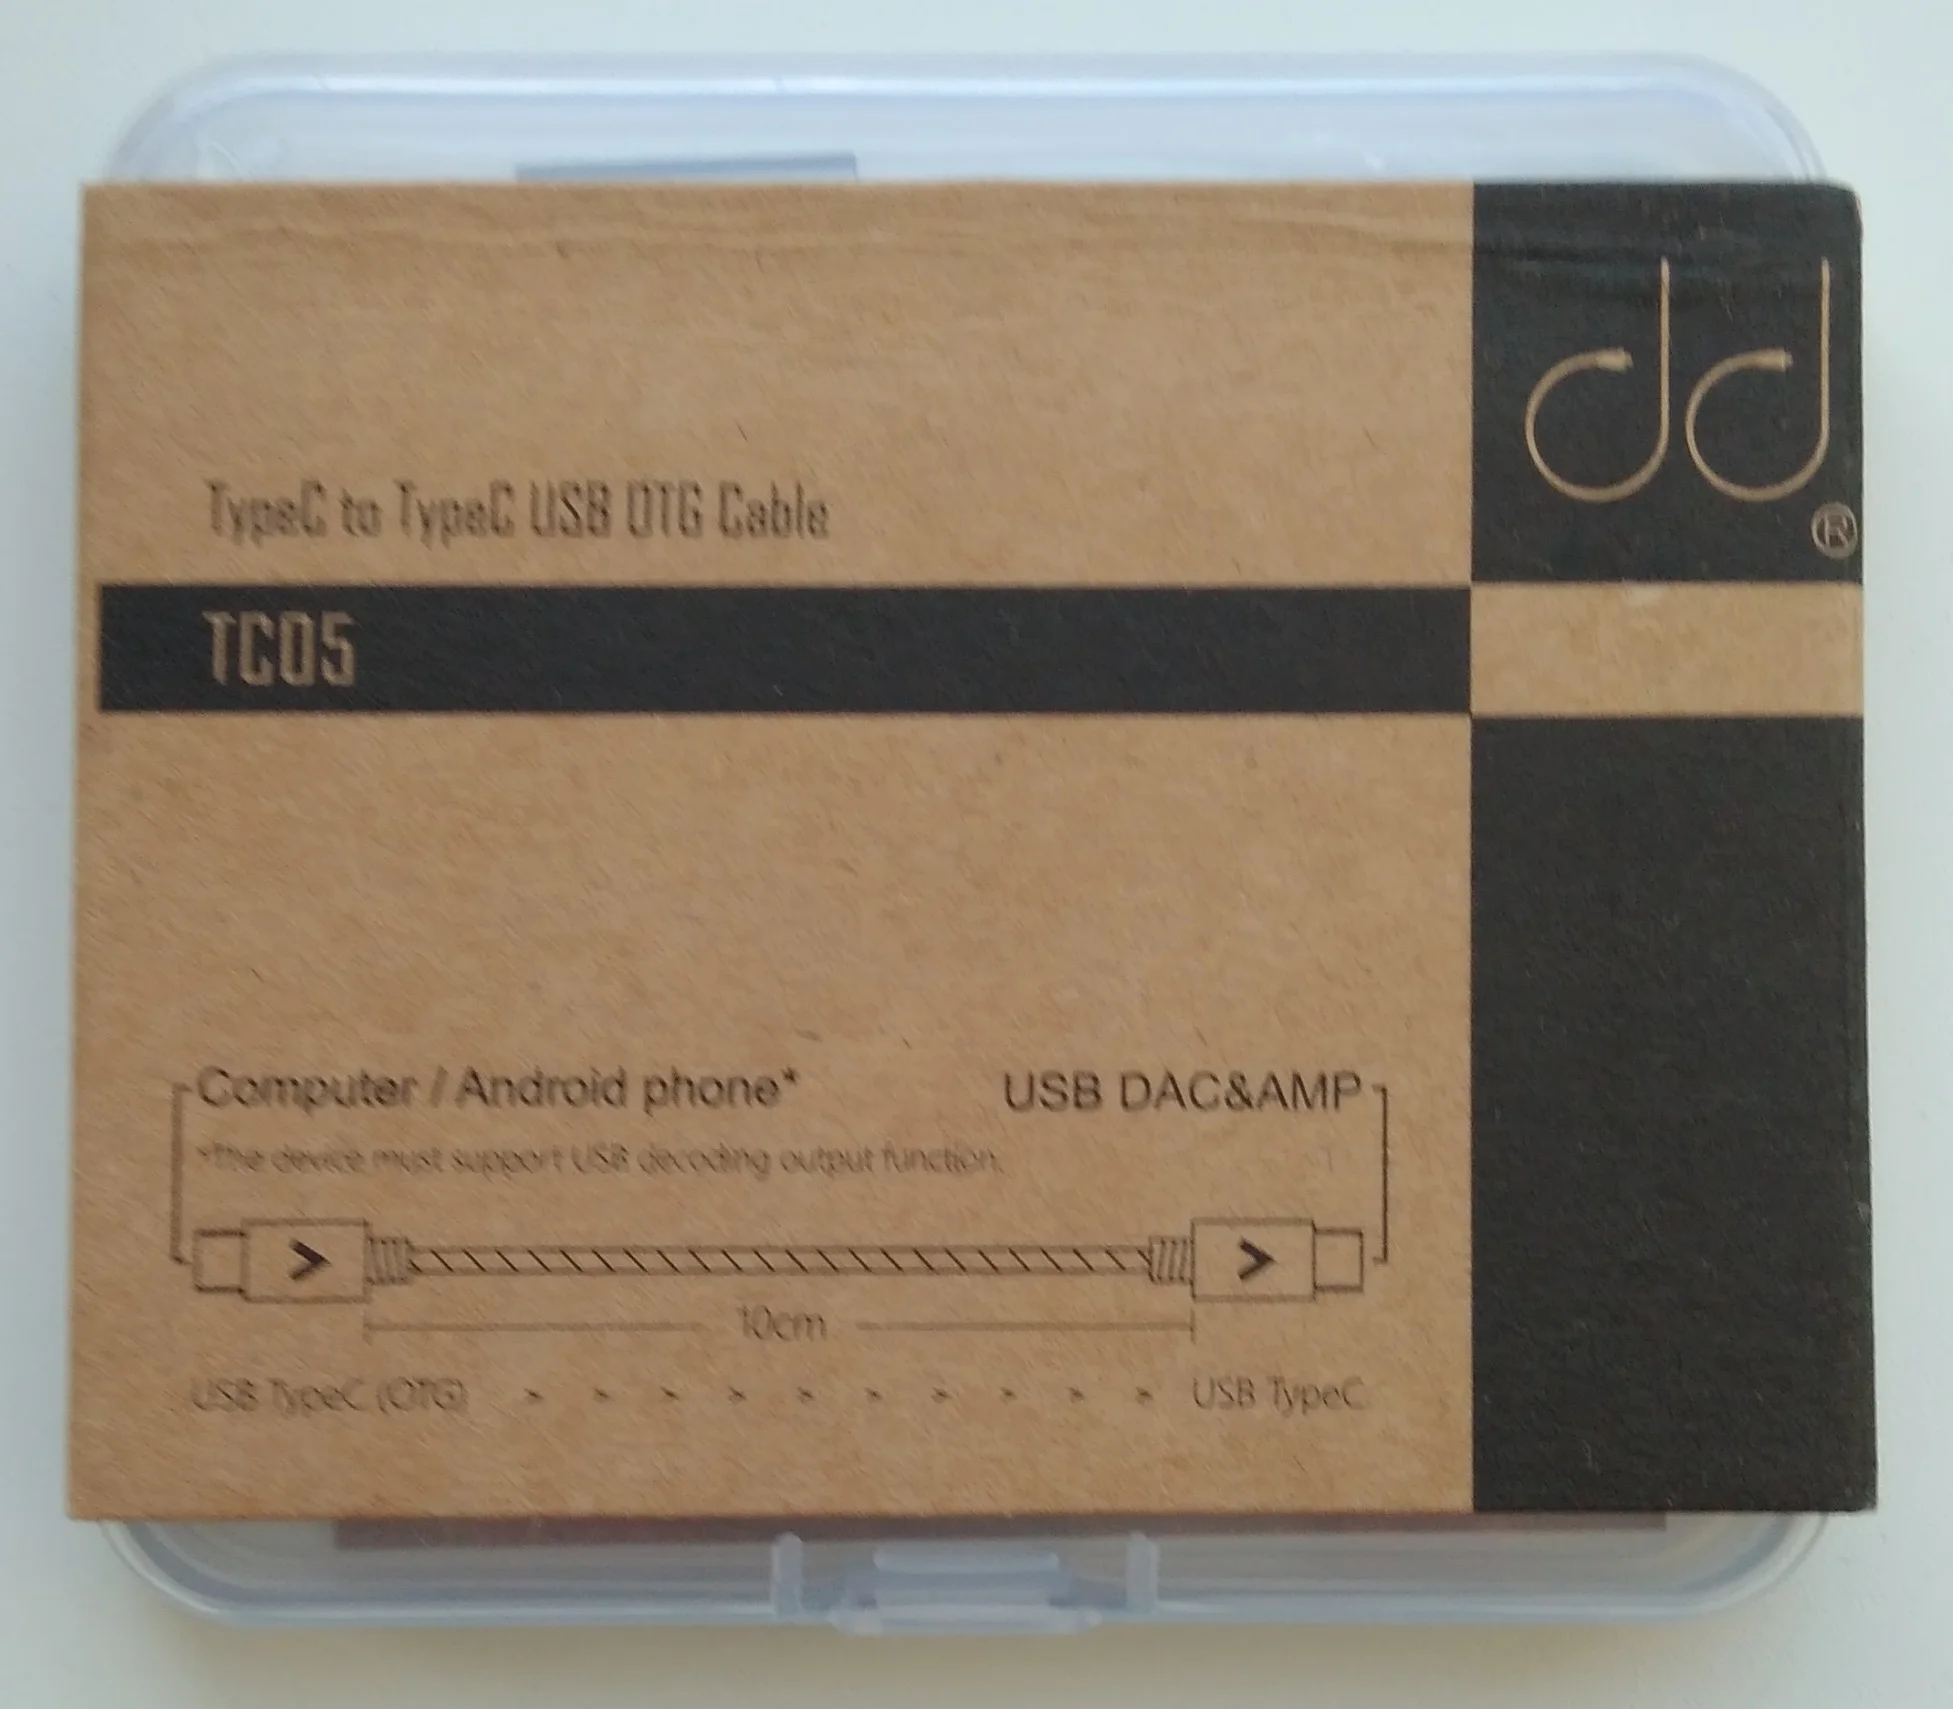 dd
®
TypeC to TypeC USB OTG Cable
TC05
Computer / Android phone*
USB DAC&AMP
*The device must support USB decoding output function.
10cm
USB TypeC (OTG) > > > > > > > > > > USB TypeC